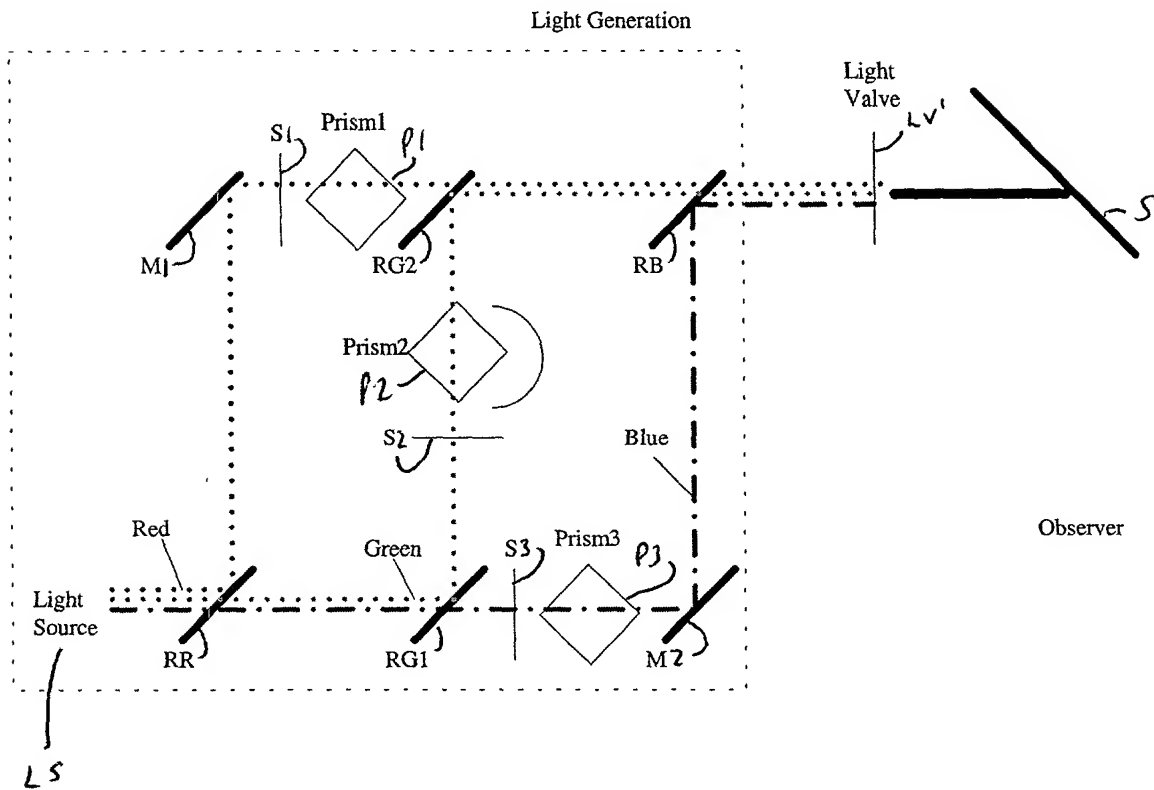 Light Generation
Light
Valve
LV'
Prism1
S1
P1
M1
RG2
RB
S
Prism2
P2
S2
Blue
Red
Green
S3
Prism3
P3
Observer
Light
Source
RR
RG1
M2
LS